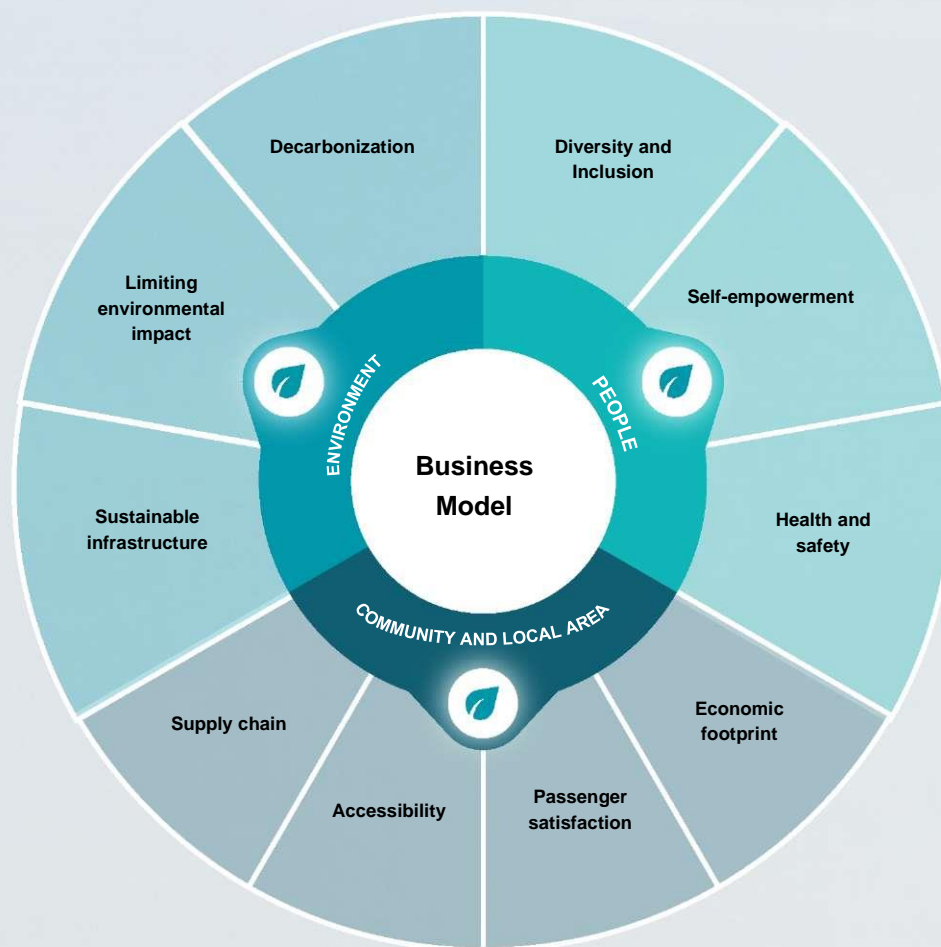 Decarbonization
Diversity and
Inclusion
Limiting
environmental
impact
Self-empowerment
ENVIRONMENT
PEOPLE
Business
Model
Sustainable
infrastructure
Health and
safety
COMMUNITY AND LOCAL AREA
Supply chain
Economic
footprint
Accessibility
Passenger
satisfaction